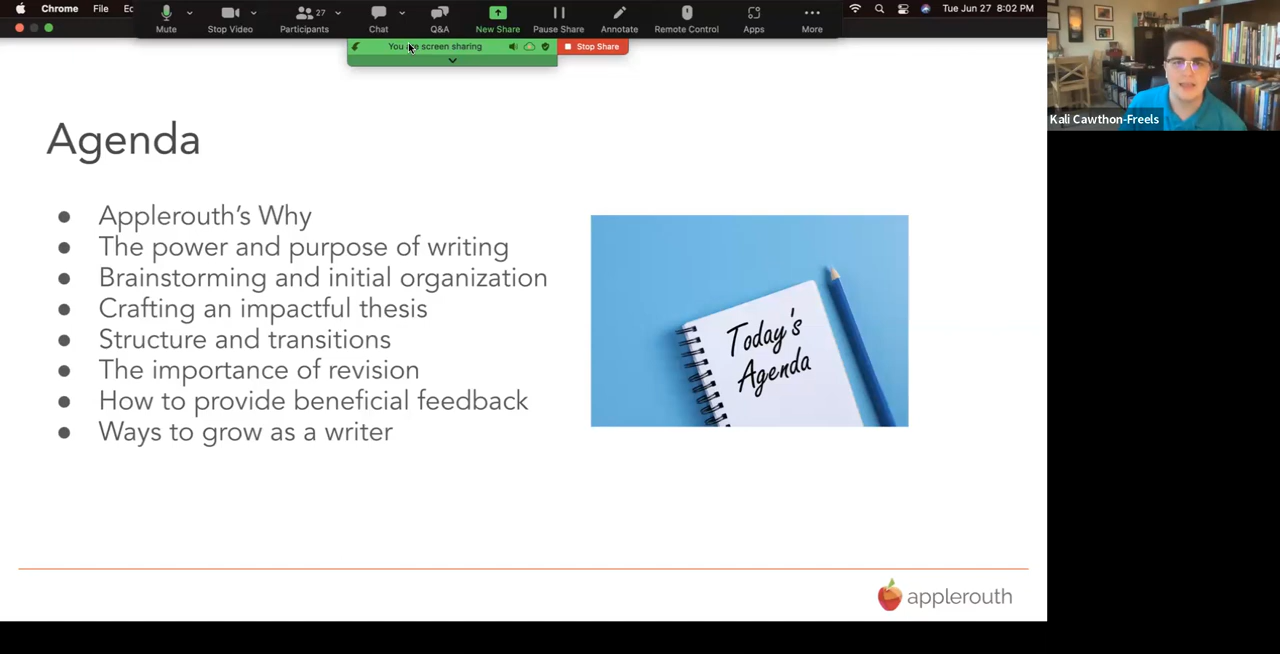 Chrome File Ec
Tue Jun 27 8:02 PM
Mute Stop Video Participants 27 Chat Q&A New Share Pause Share Annotate Remote Control Apps More
You are screen sharing Stop Share
Kali Cawthon-Freels
Agenda
● Applerouth's Why
● The power and purpose of writing
● Brainstorming and initial organization
● Crafting an impactful thesis
● Structure and transitions
● The importance of revision
● How to provide beneficial feedback
● Ways to grow as a writer
Today's
Agenda
applerouth